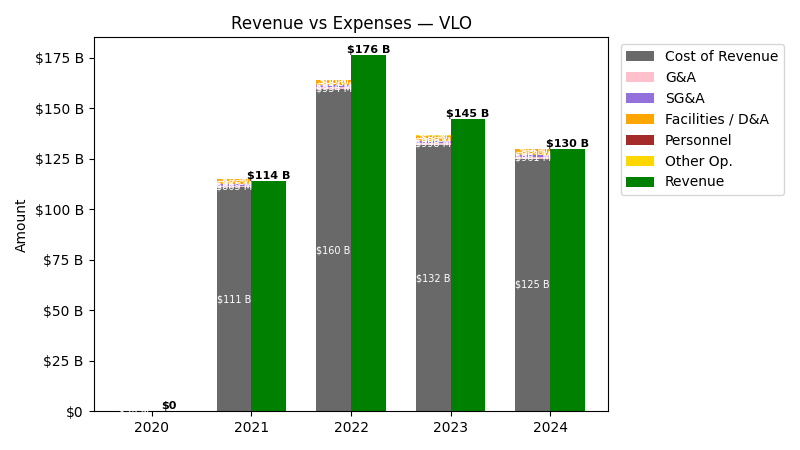 Revenue vs Expenses — VLO
Amount
$175 B
$150 B
$125 B
$100 B
$75 B
$50 B
$25 B
$0
$0
$114 B
$111 B
$176 B
$160 B
$145 B
$132 B
$130 B
$125 B
2020
2021
2022
2023
2024
Cost of Revenue
G&A
SG&A
Facilities / D&A
Personnel
Other Op.
Revenue